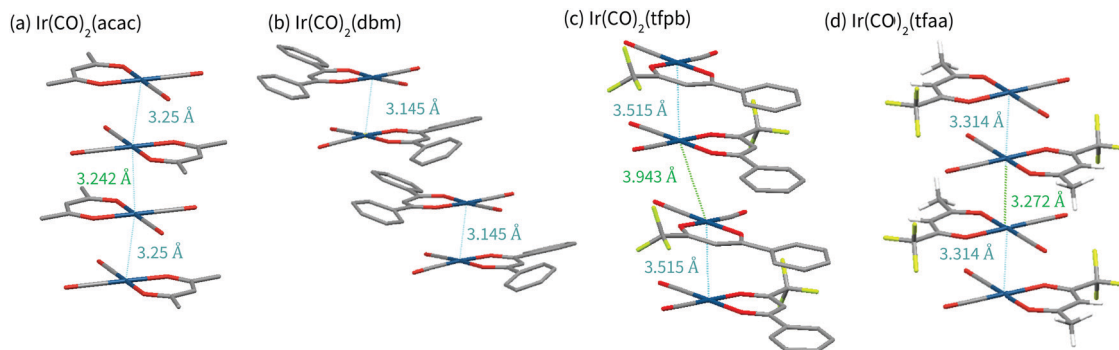 (a) Ir(CO)2(acac)
(b) Ir(CO)2(dbm)
(c) Ir(CO)2(tfpb)
(d) Ir(CO)2(tfaa)
3.25 Å
3.242 Å
3.25 Å
3.145 Å
3.145 Å
3.515 Å
3.943 Å
3.515 Å
3.314 Å
3.272 Å
3.314 Å